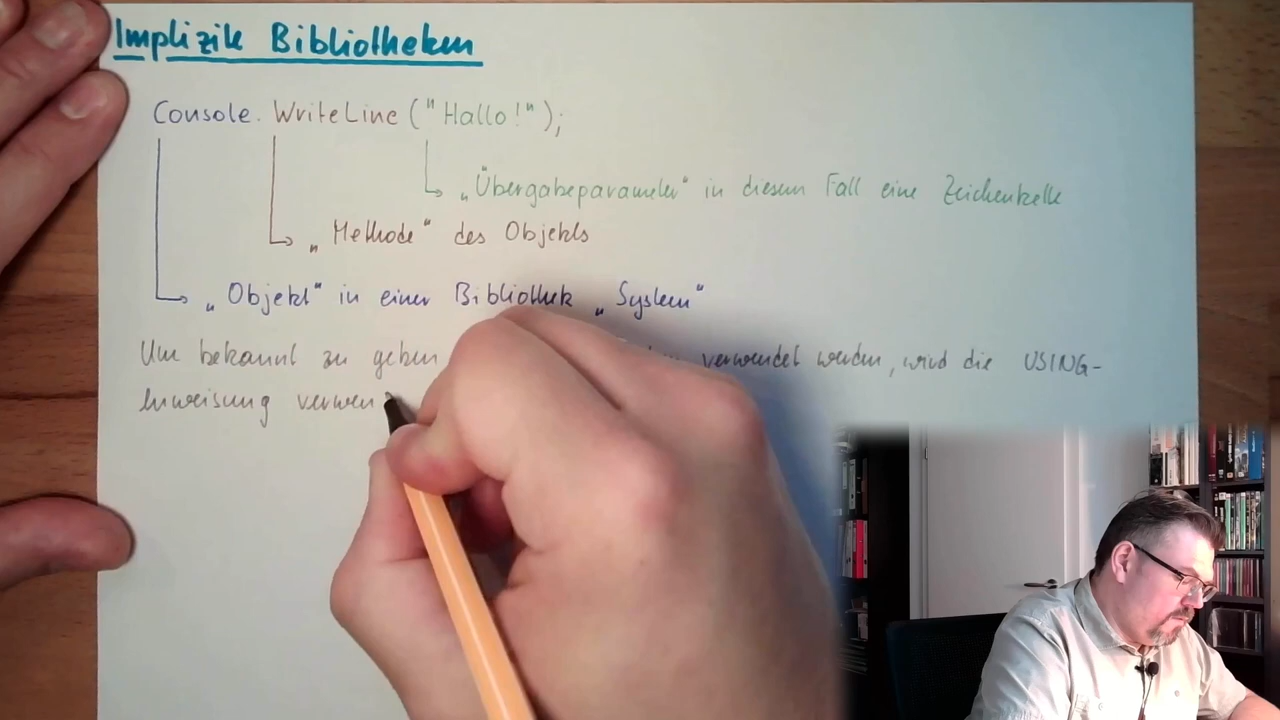 Implizite Bibliotheken
Console.WriteLine("Hallo!");
"Übergabeparameter" in diesem Fall eine Zeichenkette
„Methode" des Objekts
„Objekt" in einer Bibliothek „System"
Um bekannt zu geben verwendet werden, wird die USING-
Anweisung verwen